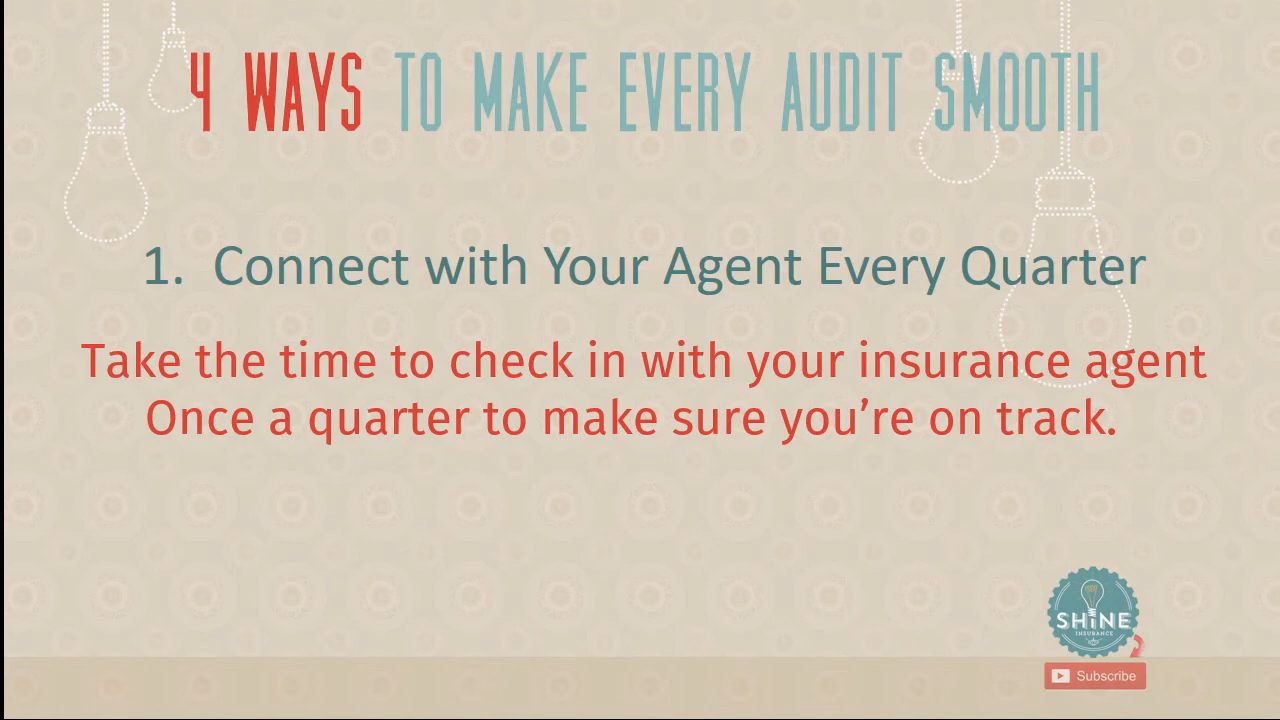 4 WAYS TO MAKE EVERY AUDIT SMOOTH
1. Connect with Your Agent Every Quarter
Take the time to check in with your insurance agent
Once a quarter to make sure you’re on track.
SHiNE
INSURANCE
Subscribe